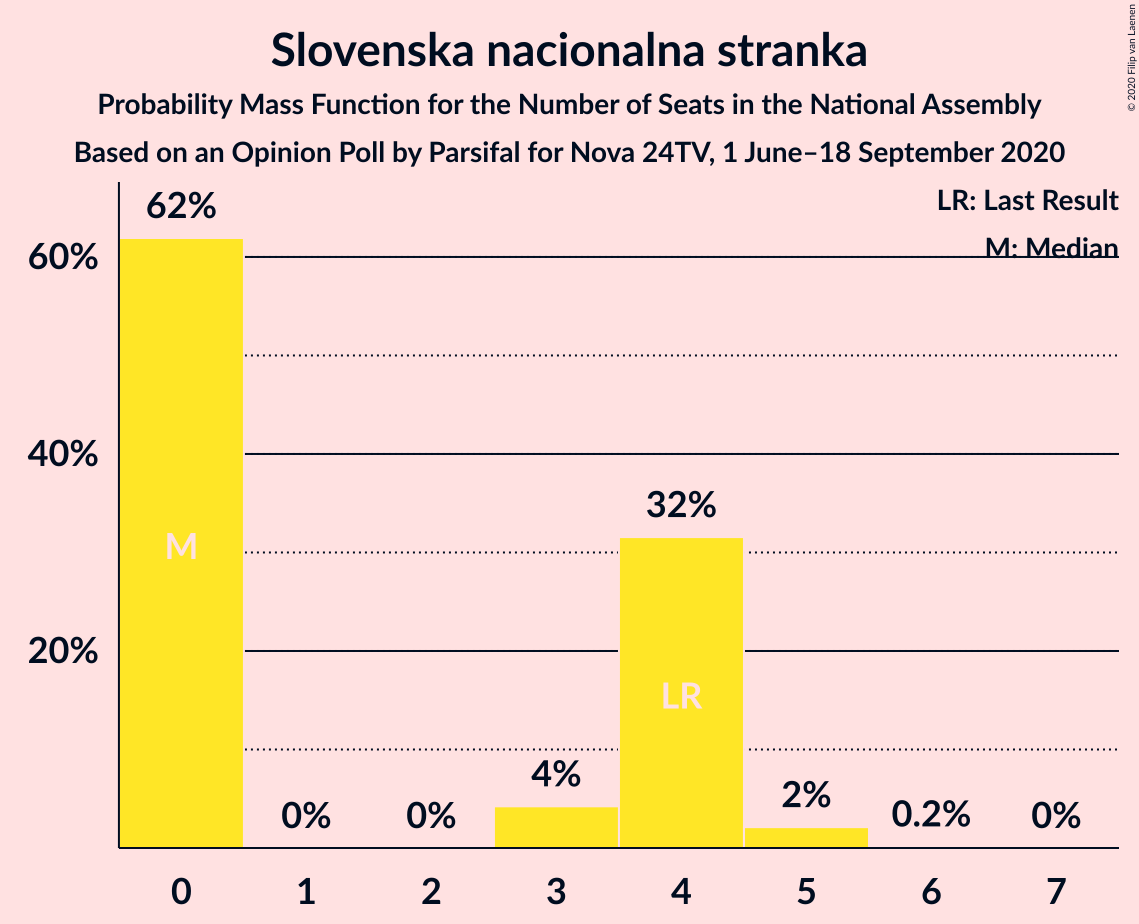 Slovenska nacionalna stranka
Probability Mass Function for the Number of Seats in the National Assembly
Based on an Opinion Poll by Parsifal for Nova 24TV, 1 June–18 September 2020
© 2020 Filip van Laenen
LR: Last Result
M: Median
62%
60%
40%
32%
M
20%
LR
4%
2%
0%
0%
0.2%
0%
0
1
2
3
4
5
6
7